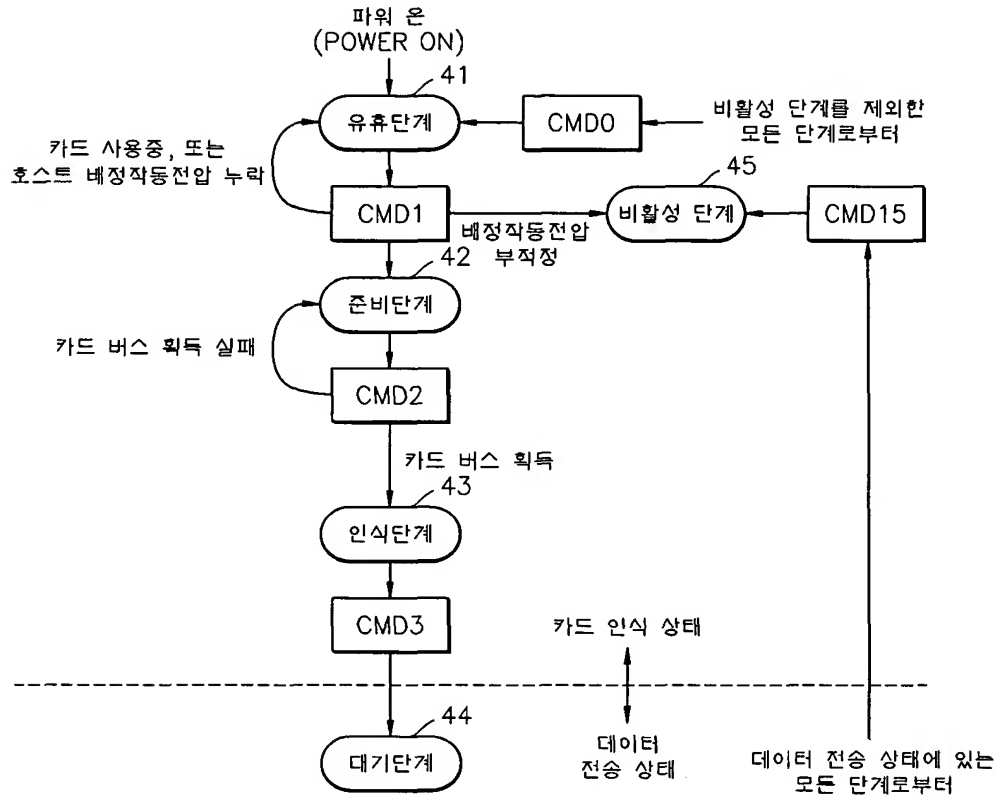 파워 온
(POWER ON)
41
유휴단계
CMD0
비활성 단계를 제외한
모든 단계로부터
카드 사용중, 또는
호스트 배정작동전압 누락
45
CMD1
비활성 단계
CMD15
배정작동전압
부적정
42
준비단계
카드 버스 획득 실패
CMD2
카드 버스 획득
43
인식단계
CMD3
카드 인식 상태
44
대기단계
데이터
전송 상태
데이터 전송 상태에 있는
모든 단계로부터